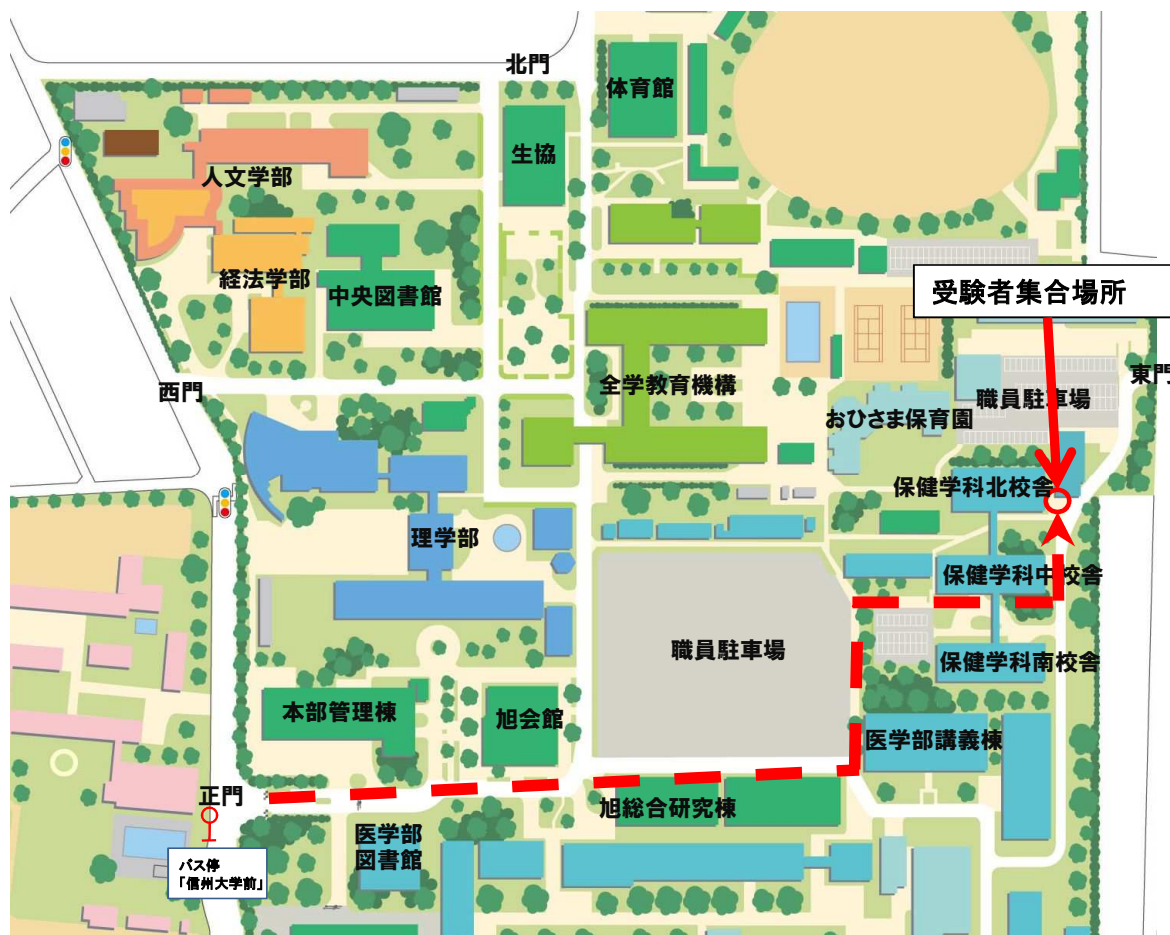 北門
体育館
生協
人文学部
経法学部
中央図書館
受験者集合場所
西門
全学教育機構
東門
職員駐車場
おひさま保育園
保健学科北校舎
理学部
保健学科中校舎
職員駐車場
保健学科南校舎
本部管理棟
旭会館
医学部講義棟
正門
旭総合研究棟
医学部
図書館
バス停
「信州大学前」